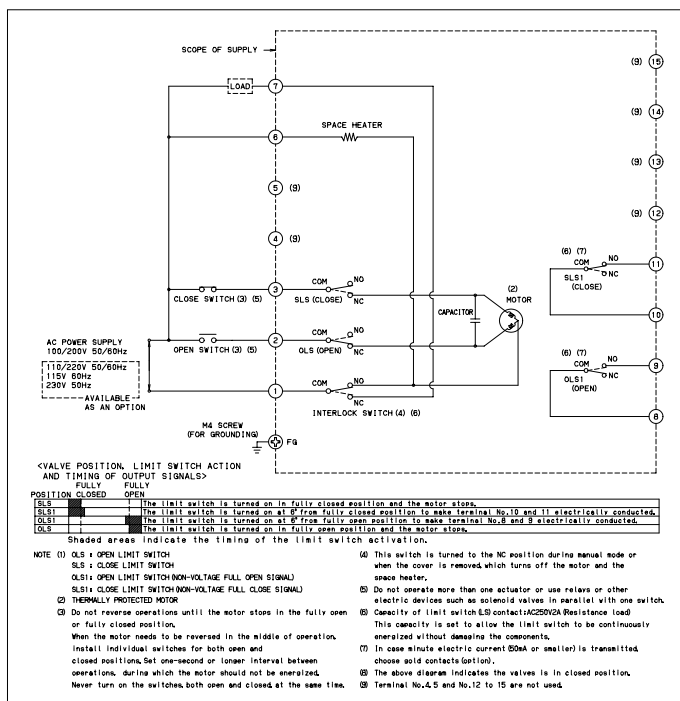 SCOPE OF SUPPLY
(9) 15
LOAD 7
(9) 14
SPACE HEATER
6
(9) 13
5 (9)
(9) 12
4 (9)
(6) (7)
COM NO
NC 11
SLS1
(CLOSE)
3 COM NO
NC
CLOSE SWITCH (3) (5)
SLS (CLOSE)
(2)
MOTOR
CAPACITOR
10
AC POWER SUPPLY
100/200V 50/60Hz
110/220V 50/60Hz
115V 60Hz
230V 50Hz
AVAILABLE
AS AN OPTION
2 COM NO
NC
OPEN SWITCH (3) (5)
OLS (OPEN)
(6) (7)
COM NO
NC 9
OLS1
(OPEN)
1 COM NO
NC
INTERLOCK SWITCH (4) (6)
8
M4 SCREW
(FOR GROUNDING)
FG
<VALVE POSITION, LIMIT SWITCH ACTION
AND TIMING OF OUTPUT SIGNALS>
FULLY FULLY
POSITION CLOSED OPEN
SLS The limit switch is turned on in fully closed position and the motor stops.
SLS1 The limit switch is turned on at 6° from fully closed position to make terminal No.10 and 11 electrically conducted.
OLS1 The limit switch is turned on at 6° from fully open position to make terminal No.8 and 9 electrically conducted.
OLS The limit switch is turned on in fully open position and the motor stops.
Shaded areas indicate the timing of the limit switch activation.
NOTE (1) OLS : OPEN LIMIT SWITCH
SLS : CLOSE LIMIT SWITCH
OLS1: OPEN LIMIT SWITCH (NON-VOLTAGE FULL OPEN SIGNAL)
SLS1: CLOSE LIMIT SWITCH (NON-VOLTAGE FULL CLOSE SIGNAL)
(2) THERMALLY PROTECTED MOTOR
(3) Do not reverse operations until the motor stops in the fully open
or fully closed position.
When the motor needs to be reversed in the middle of operation,
install individual switches for both open and
closed positions. Set one-second or longer interval between
operations, during which the motor should not be energized.
Never turn on the switches, both open and closed, at the same time.
(4) This switch is turned to the NC position during manual mode or
when the cover is removed, which turns off the motor and the
space heater.
(5) Do not operate more than one actuator or use relays or other
electric devices such as solenoid valves in parallel with one switch.
(6) Capacity of limit switch (LS) contact:AC250V2A (Resistance load)
This capacity is set to allow the limit switch to be continuously
energized without damaging the components.
(7) In case minute electric current (50mA or smaller) is transmitted,
choose gold contacts (option).
(8) The above diagram indicates the valves is in closed position.
(9) Terminal No.4, 5 and No.12 to 15 are not used.